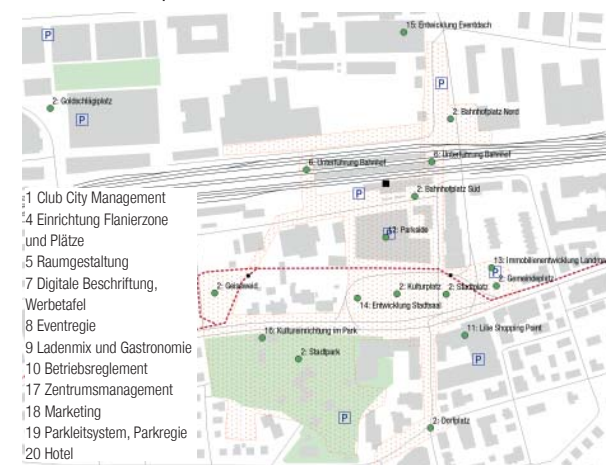 15: Entwicklung Eventdach
P
P
2: Goldschlägiplatz
P
2: Bahnhofplatz Nord
6: Unterführung Bahnhof
6: Unterführung Bahnhof
P
2: Bahnhofplatz Süd
1 Club City Management
4 Einrichtung Flanierzone
und Plätze
5 Raumgestaltung
7 Digitale Beschriftung,
Werbetafel
8 Eventregie
9 Ladenmix und Gastronomie
10 Betriebsreglement
17 Zentrumsmanagement
18 Marketing
19 Parkleitsystem, Parkregie
20 Hotel
12: Parkside
P
13: Immobilienentwicklung
P
2: Gemeindeplatz
2: Kulturplatz
2: Stadtplatz
14: Entwicklung Stadtsaal
16: Kultureinrichtung im Park
11: Lilie Shopping Point
2: Stadtpark
P
P
2: Dorfplatz